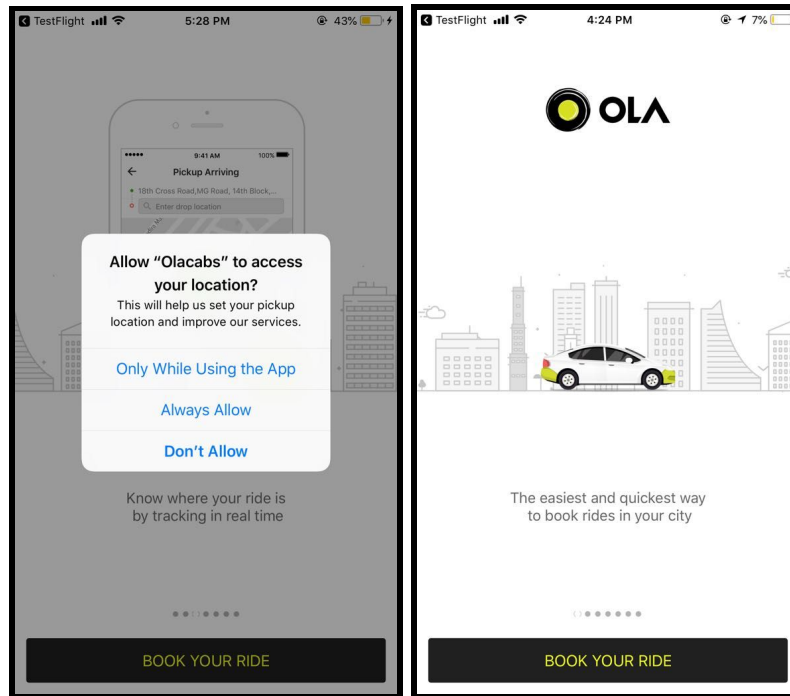 TestFlight 5:28 PM 43%
9:41 AM 100%
Pickup Arriving
18th Cross Road,MG Road, 14th Block,...
Enter drop location
Allow “Olacabs” to access
your location?
This will help us set your pickup
location and improve our services.
Only While Using the App
Always Allow
Don’t Allow
Know where your ride is
by tracking in real time
BOOK YOUR RIDE
TestFlight 4:24 PM 7%
OLA
The easiest and quickest way
to book rides in your city
BOOK YOUR RIDE